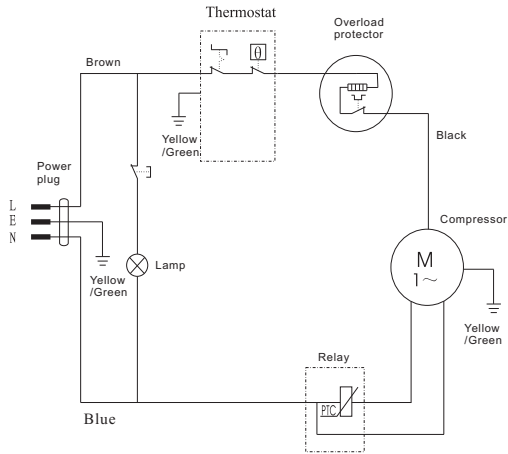 Thermostat
Overload
protector
Brown
θ
Yellow
/Green
Black
Power
plug
L
E
N
Compressor
M
1~
Lamp
Yellow
/Green
Yellow
/Green
Relay
PTC
Blue